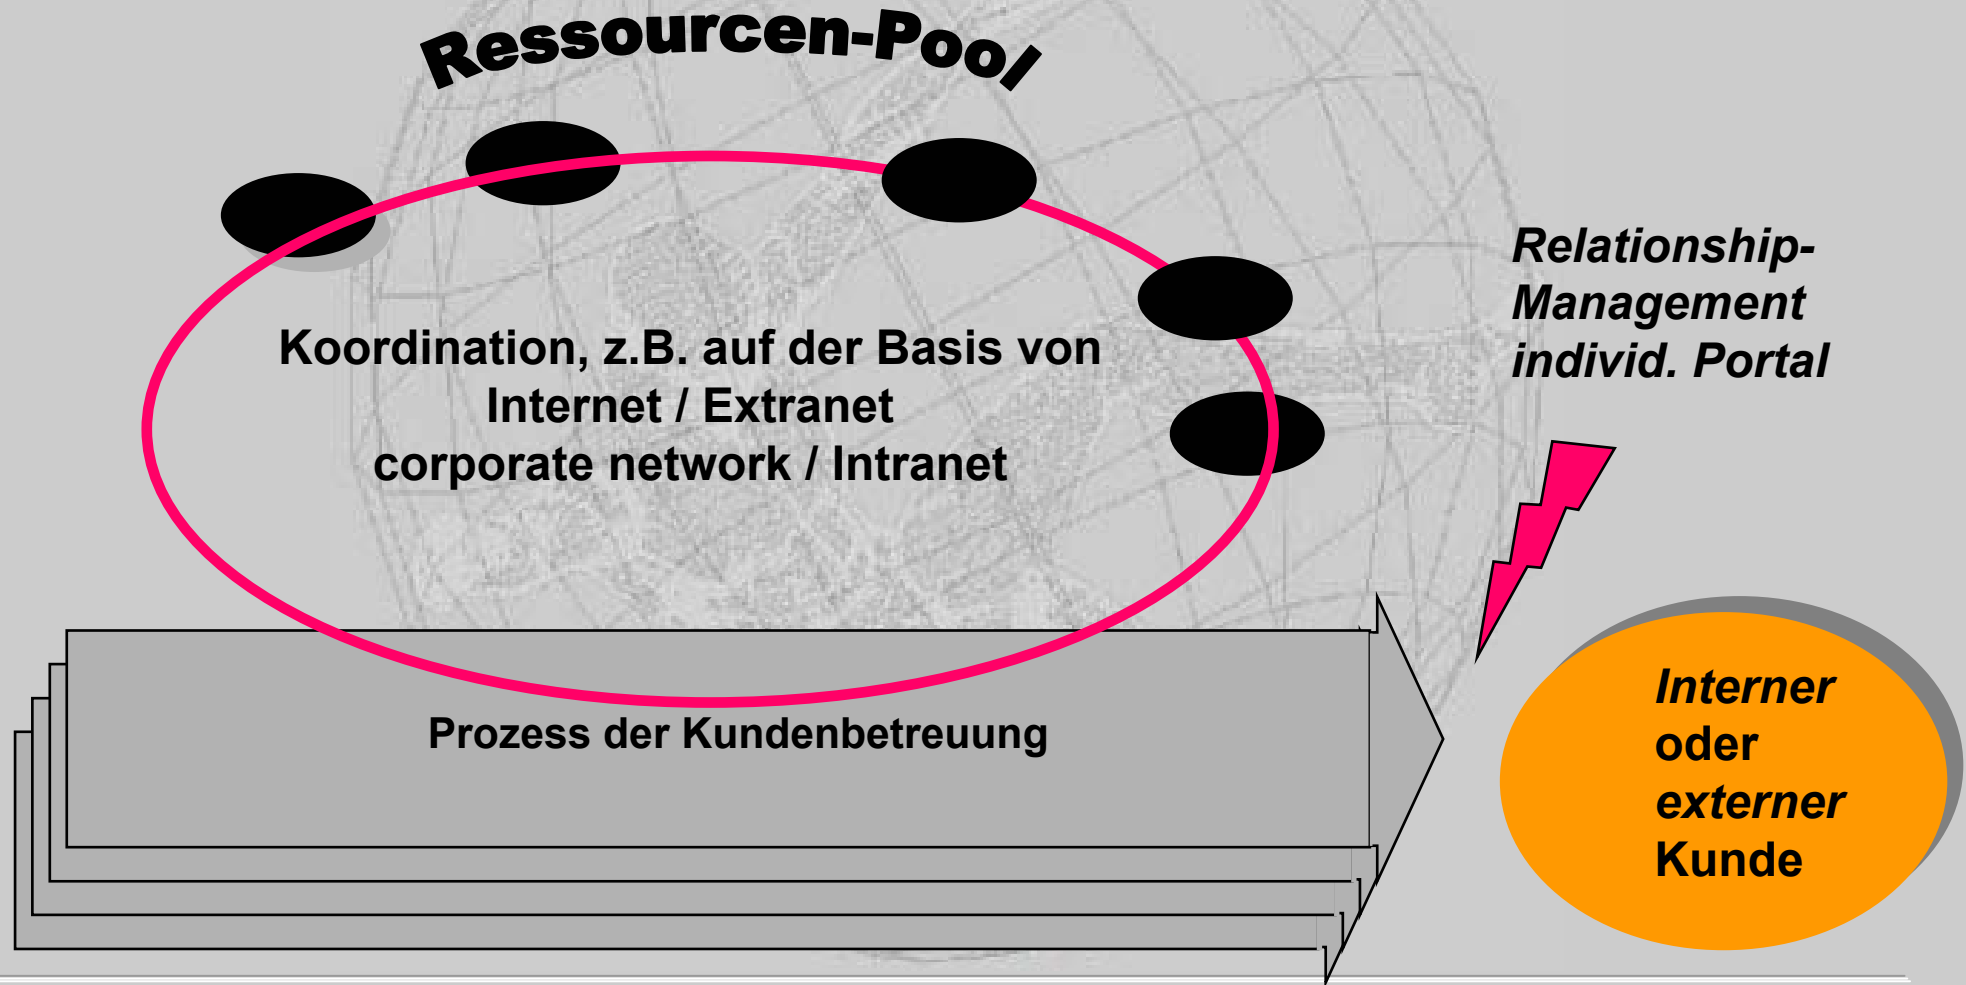 Ressourcen-Pool
Relationship-
Management
individ. Portal
Koordination, z.B. auf der Basis von
Internet / Extranet
corporate network / Intranet
Prozess der Kundenbetreuung
Interner
oder
externer
Kunde